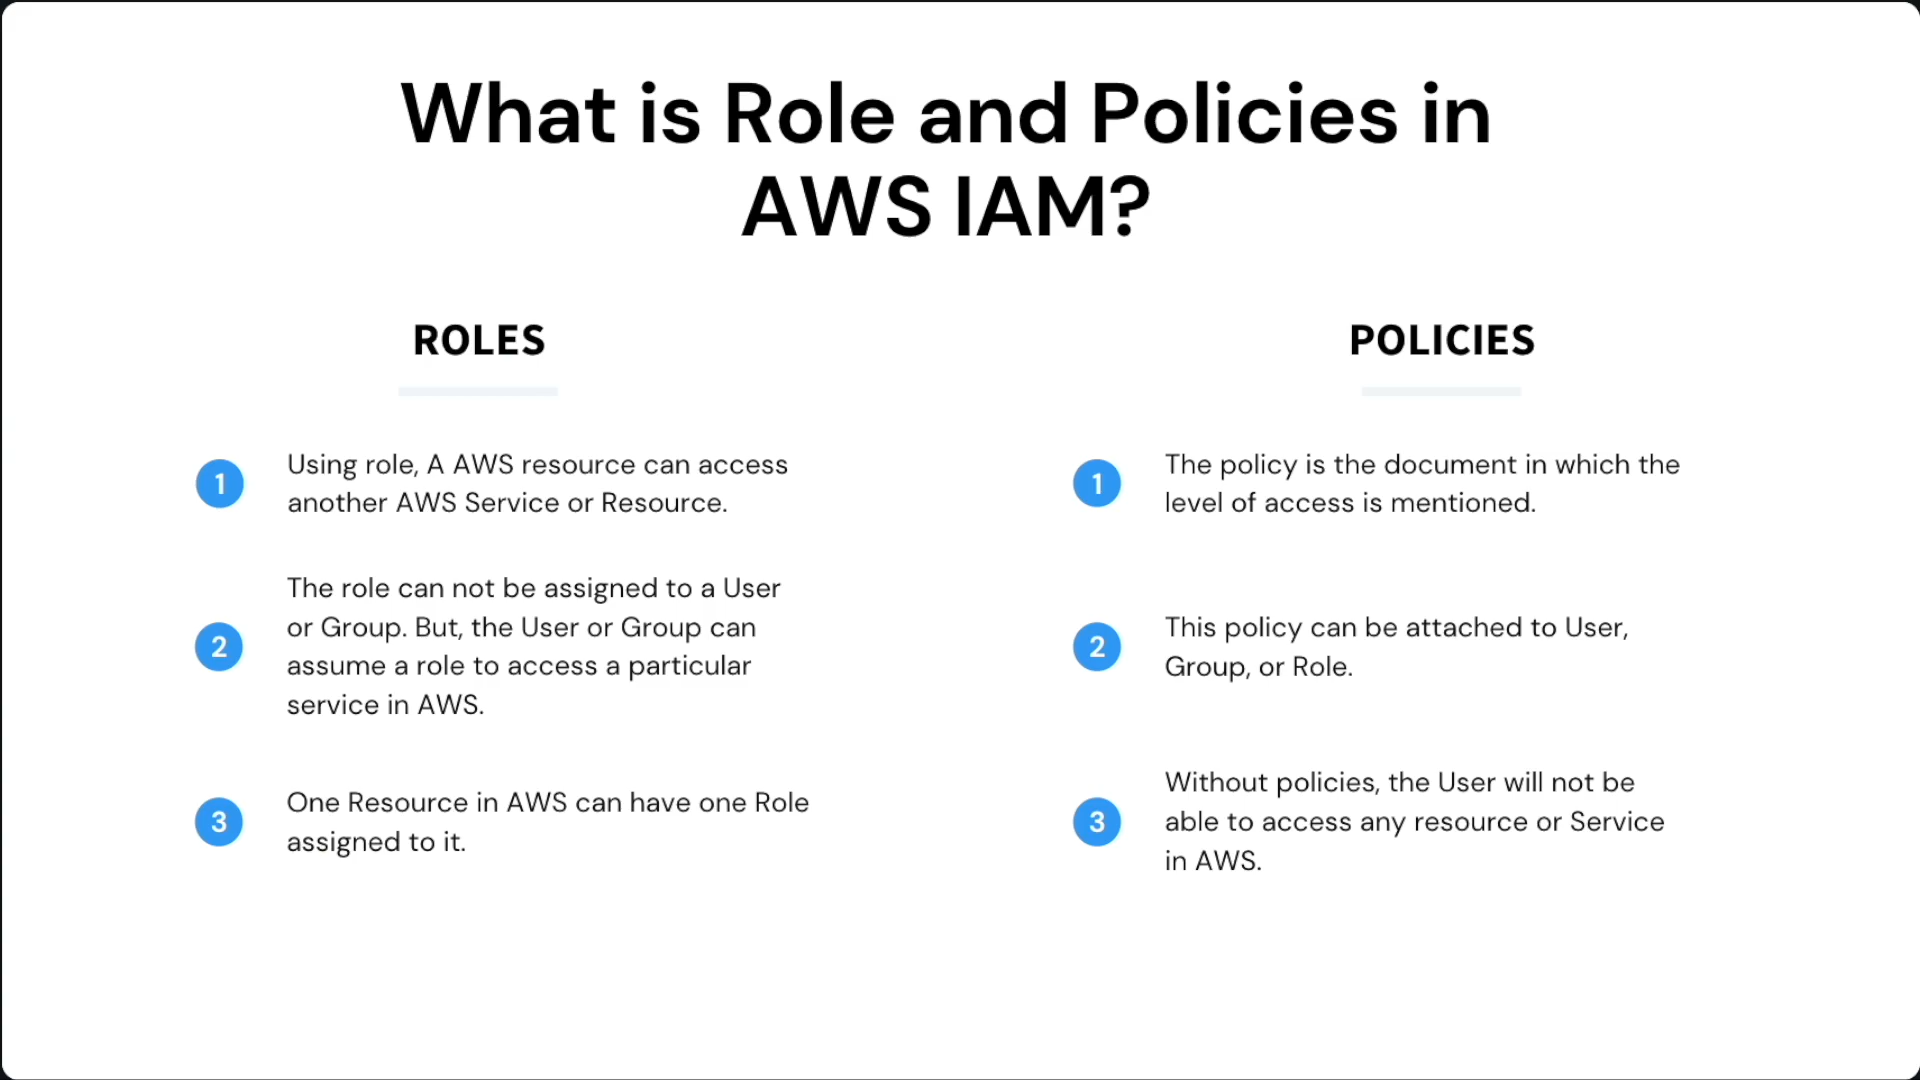 What is Role and Policies in
AWS IAM?
ROLES
1
Using role, A AWS resource can access
another AWS Service or Resource.
2
The role can not be assigned to a User
or Group. But, the User or Group can
assume a role to access a particular
service in AWS.
3
One Resource in AWS can have one Role
assigned to it.
POLICIES
1
The policy is the document in which the
level of access is mentioned.
2
This policy can be attached to User,
Group, or Role.
3
Without policies, the User will not be
able to access any resource or Service
in AWS.